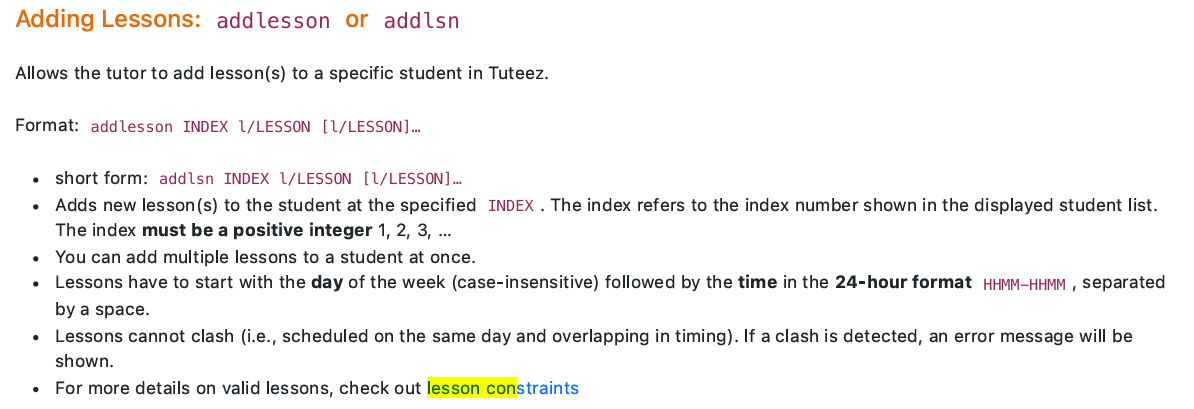 Adding Lessons: addlesson or addlsn
Allows the tutor to add lesson(s) to a specific student in Tuteez.
Format: addlesson INDEX l/LESSON [l/LESSON]…
• short form: addlsn INDEX l/LESSON [l/LESSON]…
• Adds new lesson(s) to the student at the specified INDEX . The index refers to the index number shown in the displayed student list.
The index must be a positive integer 1, 2, 3, …
• You can add multiple lessons to a student at once.
• Lessons have to start with the day of the week (case-insensitive) followed by the time in the 24-hour format HHMM-HHMM , separated
by a space.
• Lessons cannot clash (i.e., scheduled on the same day and overlapping in timing). If a clash is detected, an error message will be
shown.
• For more details on valid lessons, check out lesson constraints